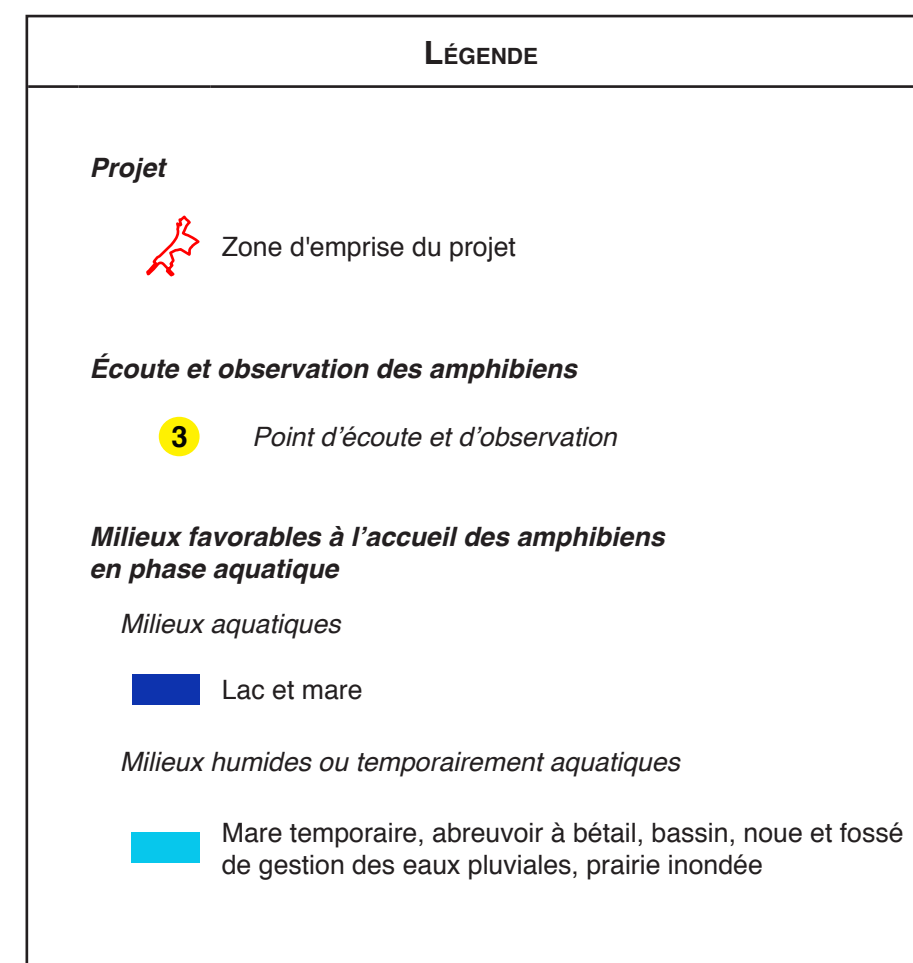 LÉGENDE
Projet
Zone d'emprise du projet
Écoute et observation des amphibiens
3 Point d’écoute et d’observation
Milieux favorables à l’accueil des amphibiens
en phase aquatique
Milieux aquatiques
Lac et mare
Milieux humides ou temporairement aquatiques
Mare temporaire, abreuvoir à bétail, bassin, noue et fossé
de gestion des eaux pluviales, prairie inondée